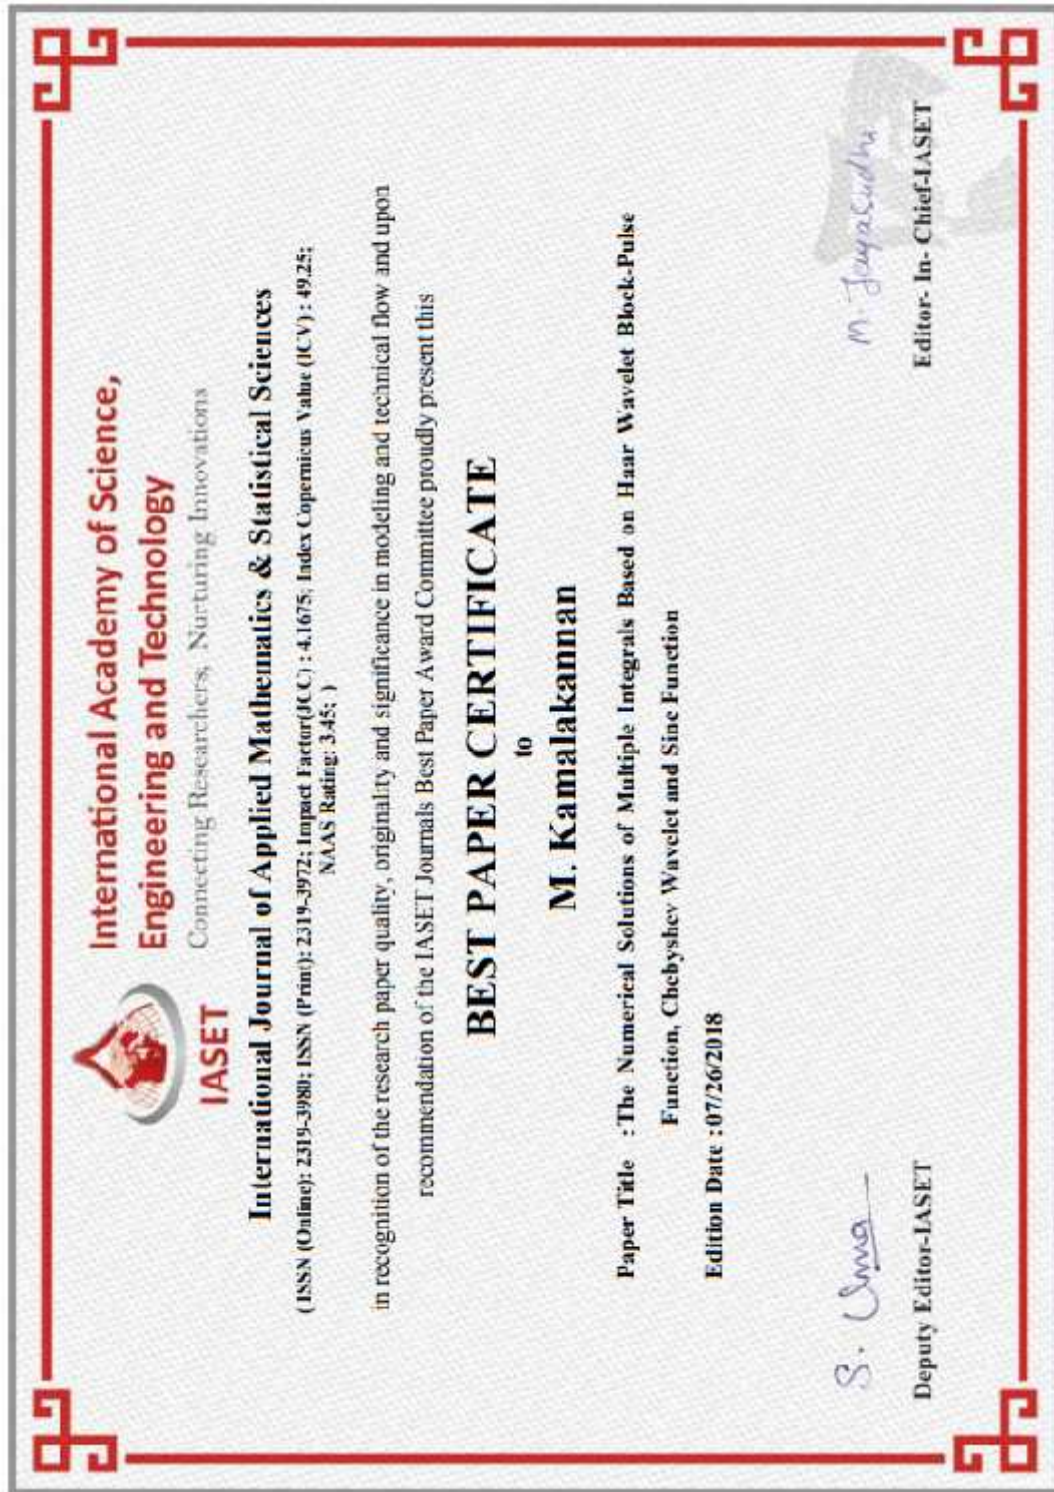 International Academy of Science,
Engineering and Technology
Connecting Researchers; Nurturing Innovations
IASET
International Journal of Applied Mathematics & Statistical Sciences
( ISSN (Online): 2319-3980; ISSN (Print): 2319-3972; Impact Factor(JCC) : 4.1675, Index Copernicus Value (ICV) : 49.25;
NAAS Rating: 3.45; )
in recognition of the research paper quality, originality and significance in modeling and technical flow and upon
recommendation of the IASET Journals Best Paper Award Committee proudly present this
BEST PAPER CERTIFICATE
to
M. Kamalakannan
Paper Title : The Numerical Solutions of Multiple Integrals Based on Haar Wavelet Block-Pulse
Function, Chebyshev Wavelet and Sine Function
Edition Date :07/26/2018
S. Uma
M. Jeyasudha
Deputy Editor-IASET
Editor- In- Chief-IASET